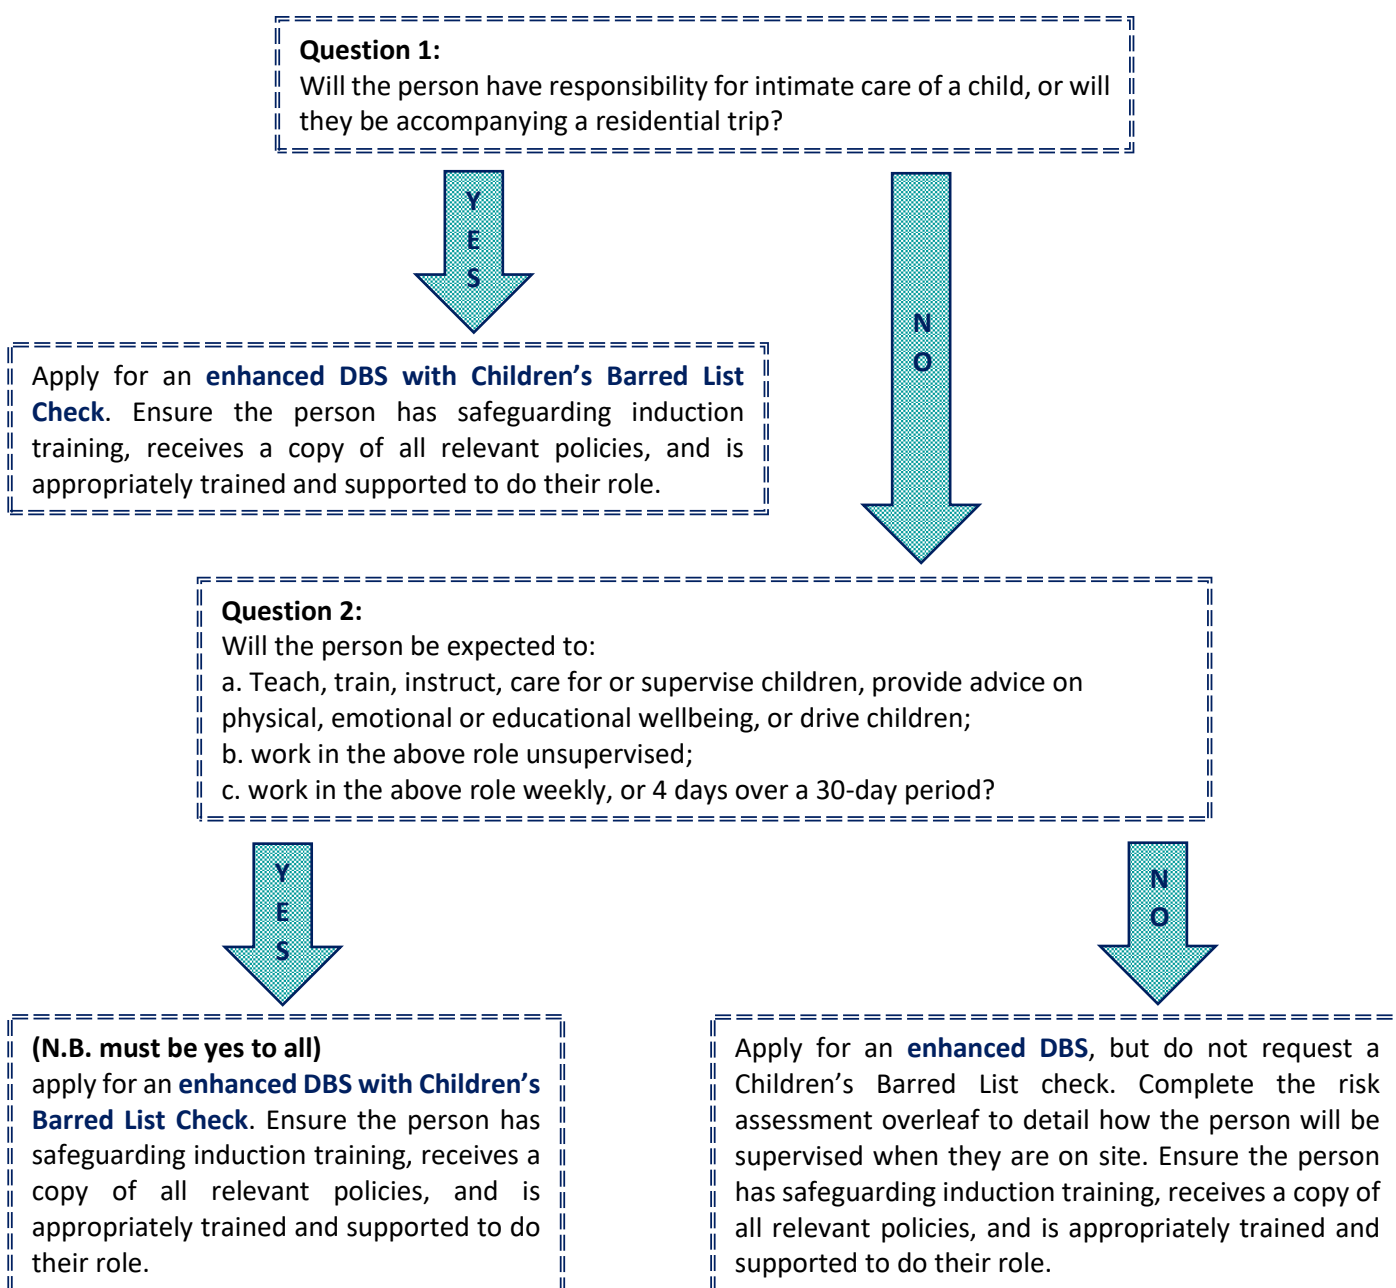 Question 1:
Will the person have responsibility for intimate care of a child, or will
they be accompanying a residential trip?
Y
E
S
N
O
Apply for an enhanced DBS with Children’s Barred List
Check. Ensure the person has safeguarding induction
training, receives a copy of all relevant policies, and is
appropriately trained and supported to do their role.
Question 2:
Will the person be expected to:
a. Teach, train, instruct, care for or supervise children, provide advice on
physical, emotional or educational wellbeing, or drive children;
b. work in the above role unsupervised;
c. work in the above role weekly, or 4 days over a 30-day period?
Y
E
S
N
O
(N.B. must be yes to all)
apply for an enhanced DBS with Children’s
Barred List Check. Ensure the person has
safeguarding induction training, receives a
copy of all relevant policies, and is
appropriately trained and supported to do
their role.
Apply for an enhanced DBS, but do not request a
Children’s Barred List check. Complete the risk
assessment overleaf to detail how the person will be
supervised when they are on site. Ensure the person
has safeguarding induction training, receives a copy of
all relevant policies, and is appropriately trained and
supported to do their role.